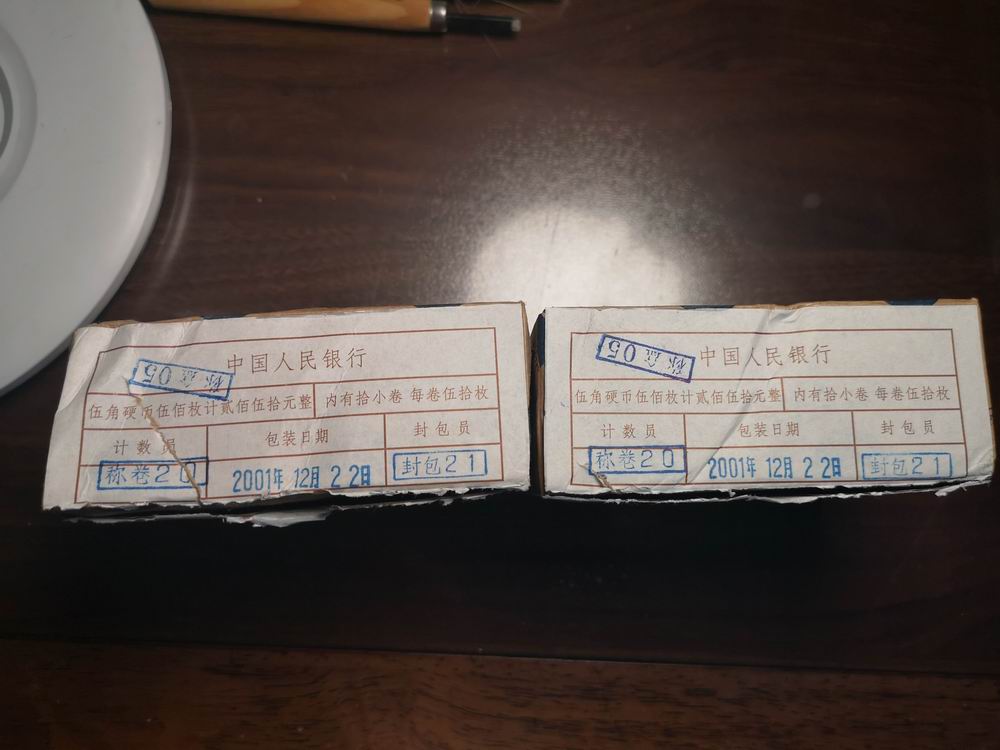 中国人民银行
05
伍角硬币伍佰枚计贰佰伍拾元整 内有拾小卷 每卷伍拾枚
计数员 包装日期 封包员
称卷20 2001年 12月 22日 封包21
中国人民银行
05
伍角硬币伍佰枚计贰佰伍拾元整 内有拾小卷 每卷伍拾枚
计数员 包装日期 封包员
称卷20 2001年 12月 22日 封包21